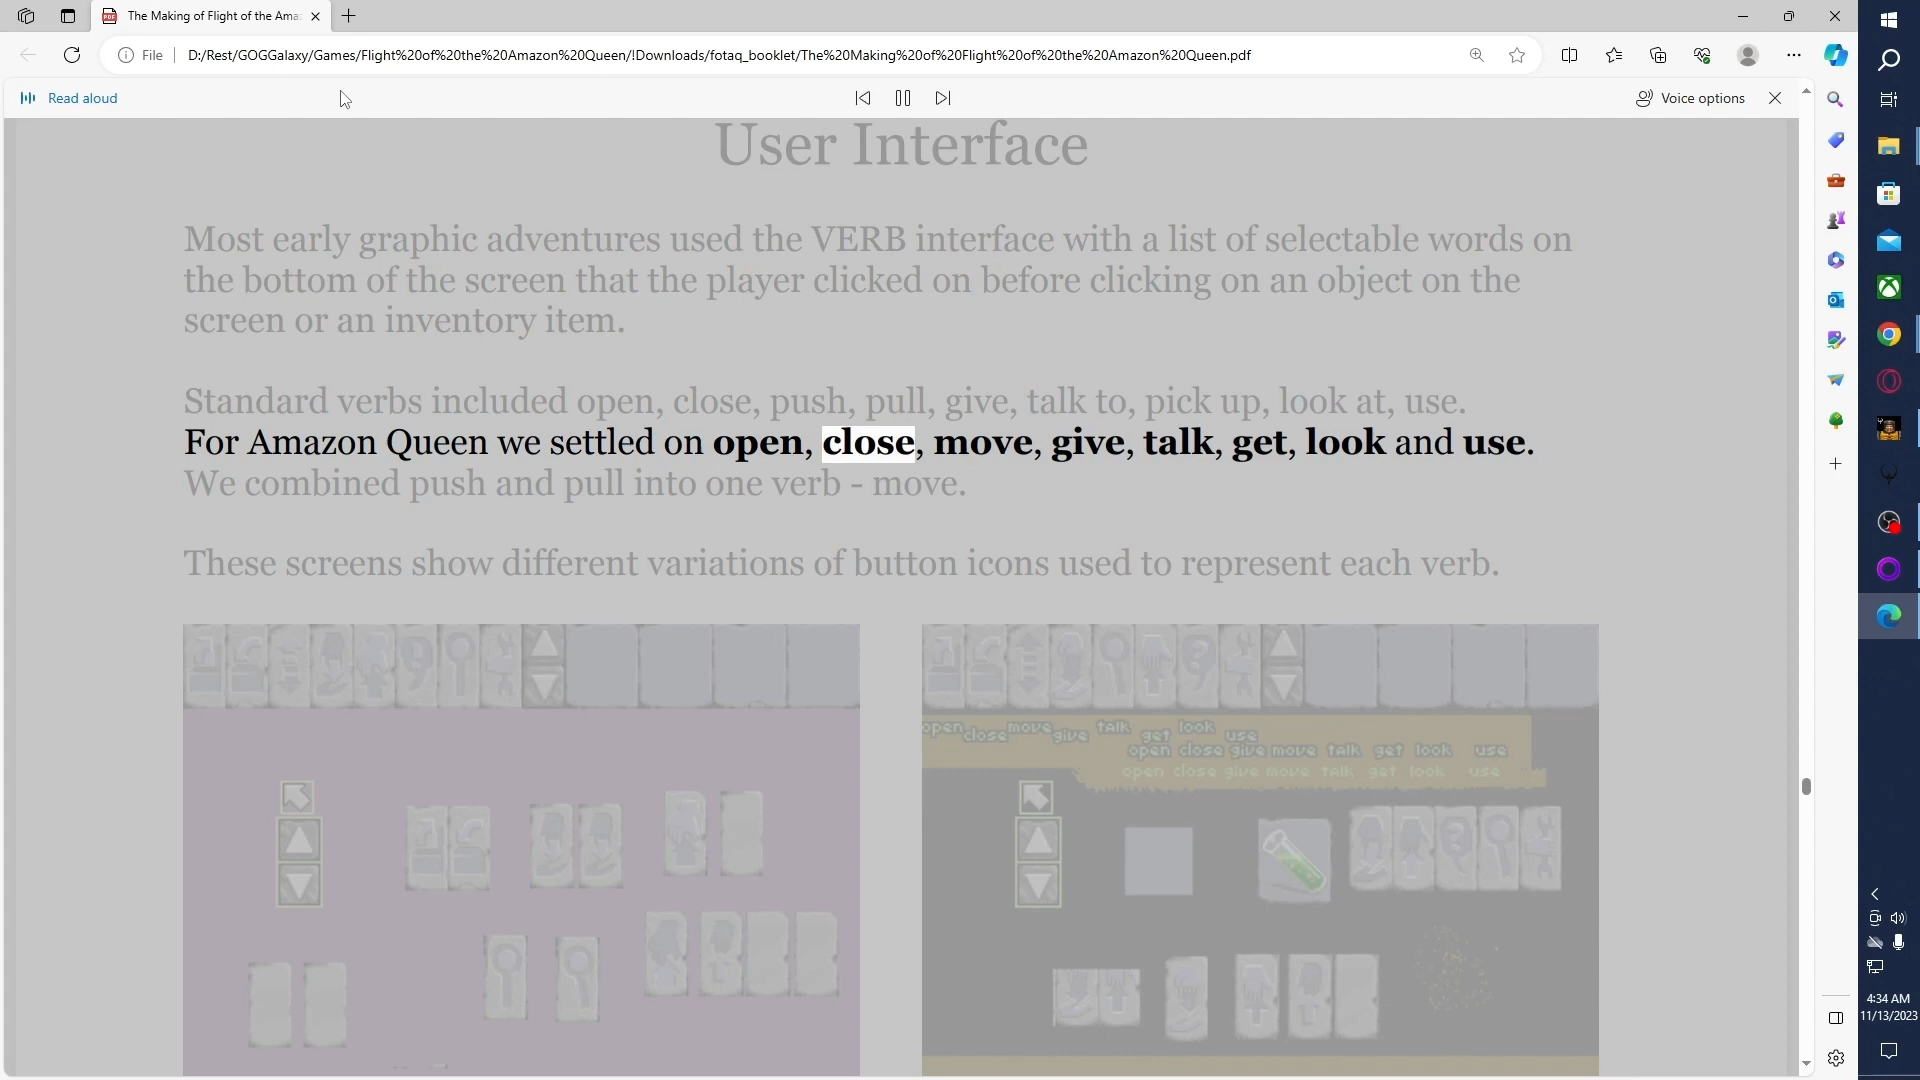 The Making of Flight of the Ama
File
D:/Rest/GOGGalaxy/Games/Flight%20of%20the%20Amazon%20Queen/!Downloads/fotaq_booklet/The%20Making%20of%20Flight%20of%20the%20Amazon%20Queen.pdf
Read aloud
Voice options
User Interface
Most early graphic adventures used the VERB interface with a list of selectable words on
the bottom of the screen that the player clicked on before clicking on an object on the
screen or an inventory item.
Standard verbs included open, close, push, pull, give, talk to, pick up, look at, use.
For Amazon Queen we settled on open, close, move, give, talk, get, look and use.
We combined push and pull into one verb - move.
These screens show different variations of button icons used to represent each verb.
open close move give talk get look use
open close give move talk get look use
open close give move talk get look use
4:34 AM
11/13/2023